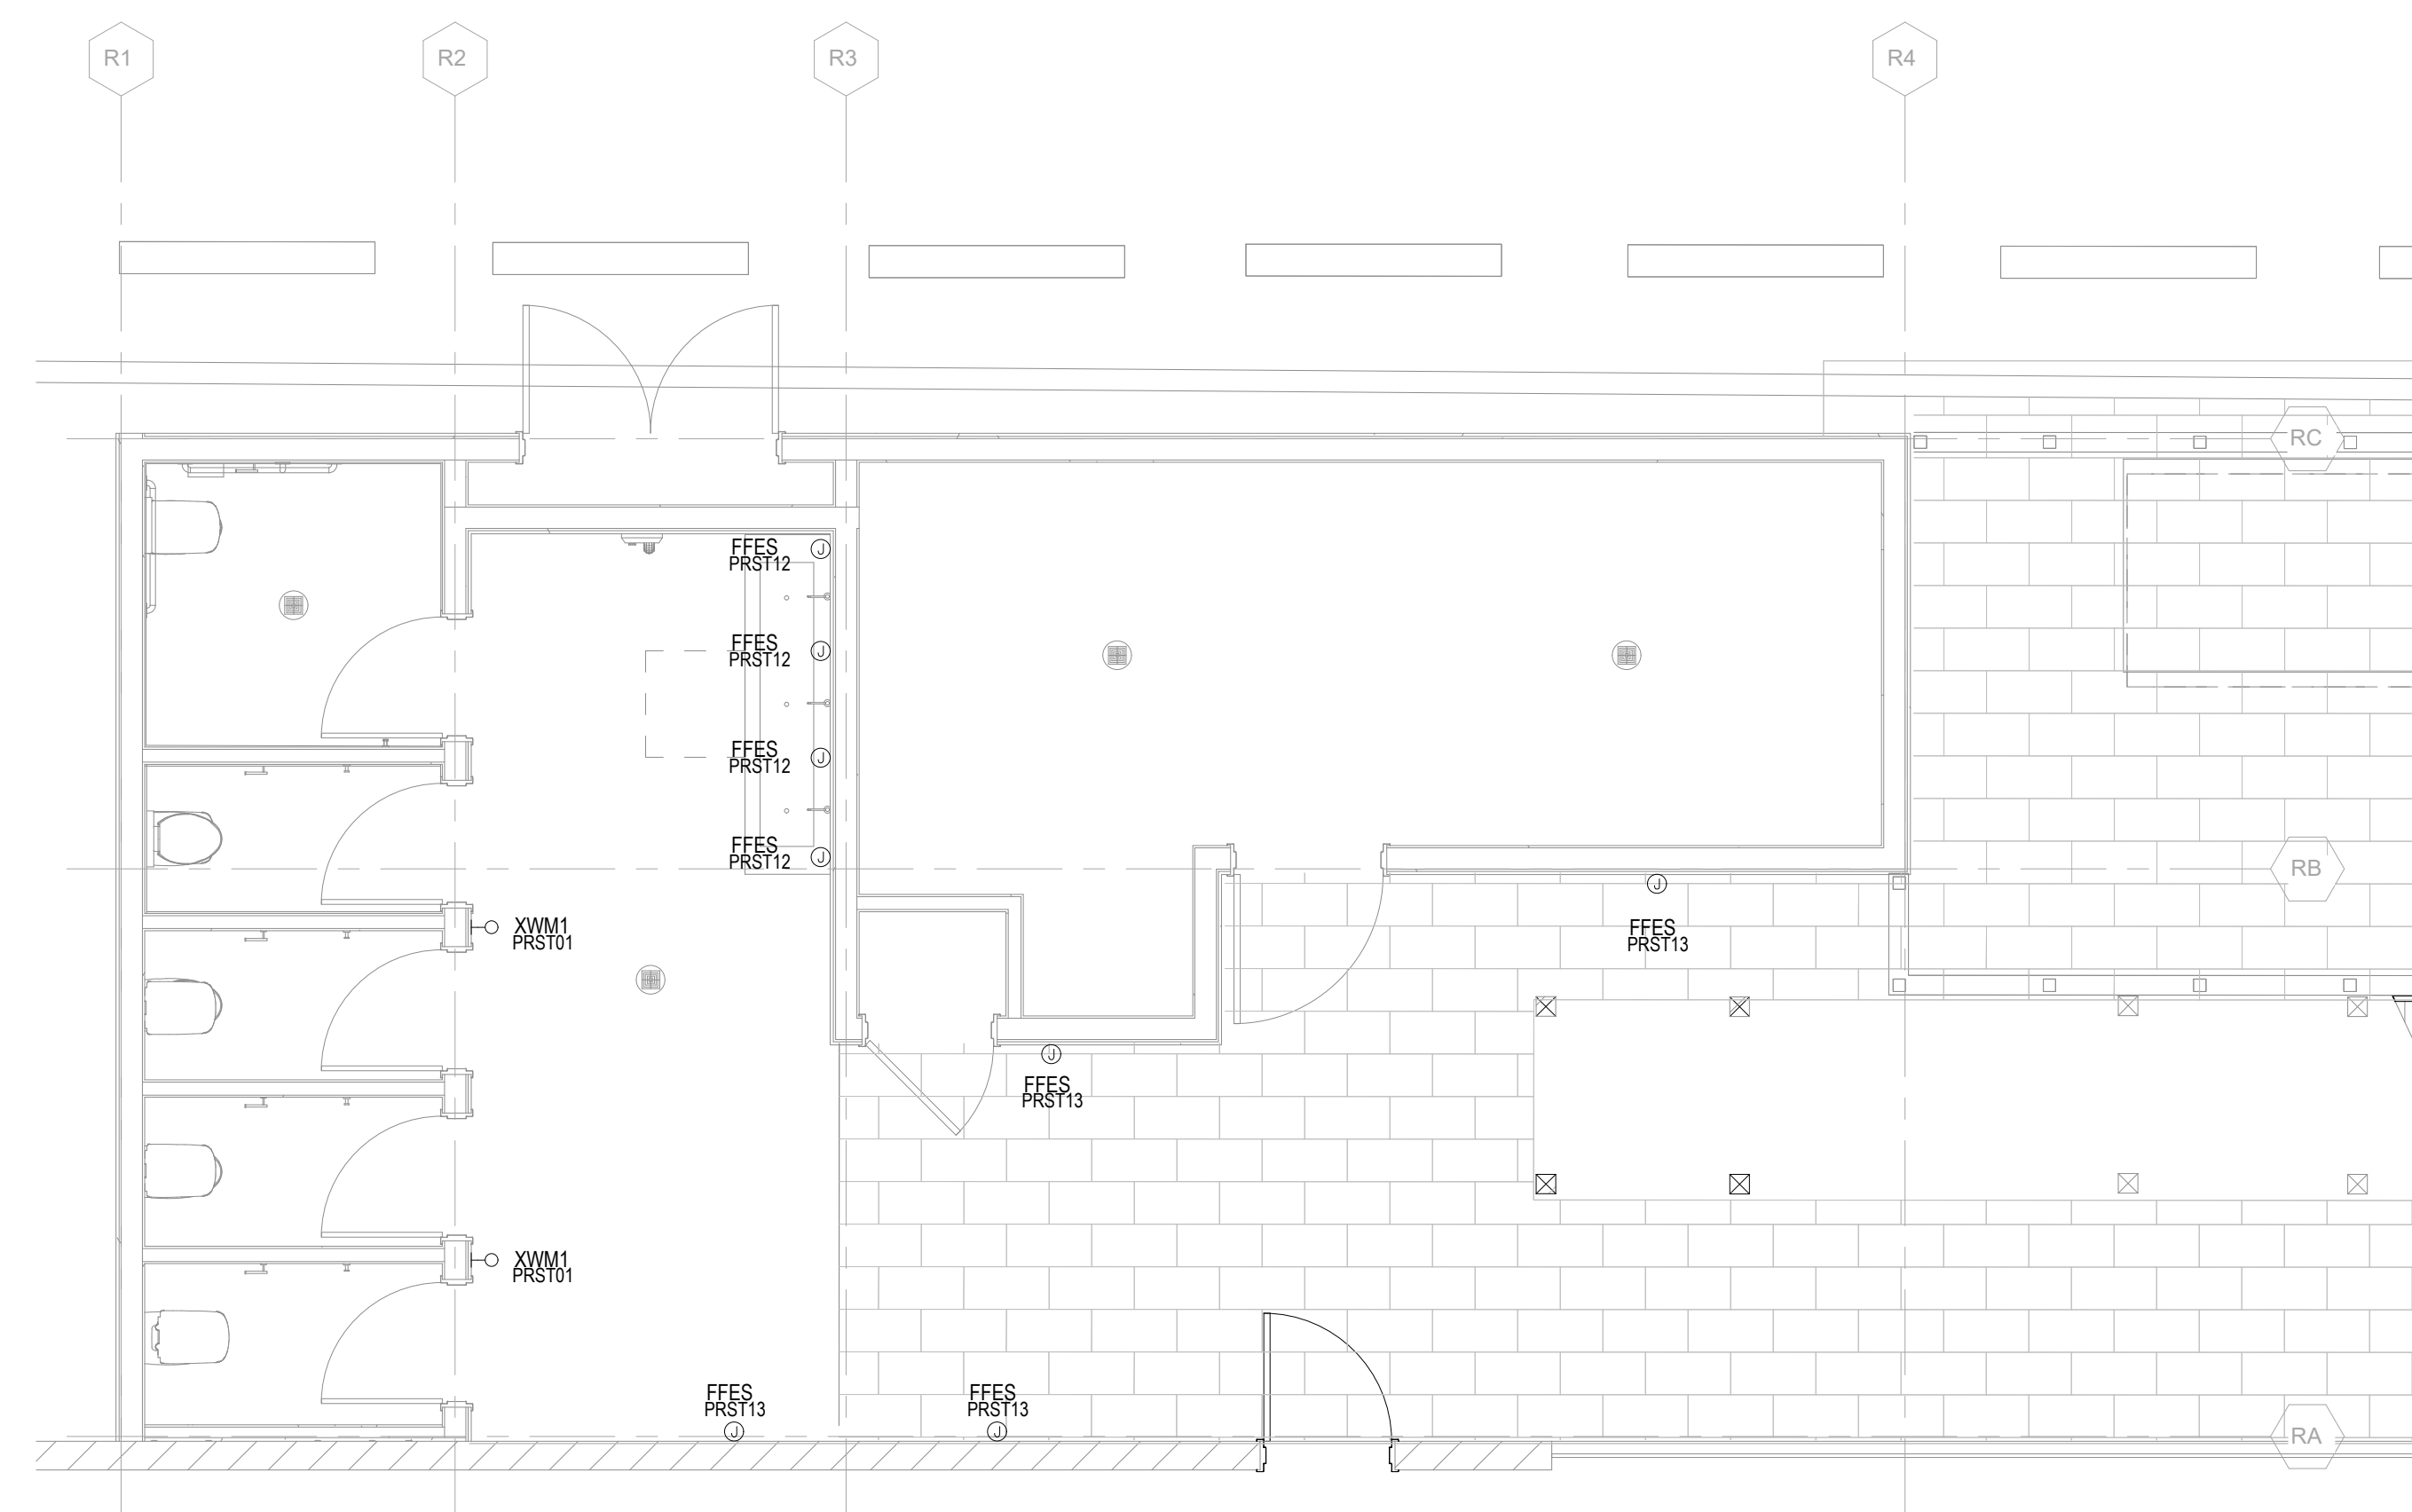 R1
R2
R3
R4
RC
FFES
PRST12
FFES
PRST12
FFES
PRST12
FFES
PRST12
RB
XWM1
PRST01
FFES
PRST13
FFES
PRST13
XWM1
PRST01
FFES
PRST13
FFES
PRST13
RA
J
J
J
J
J
J
J
J